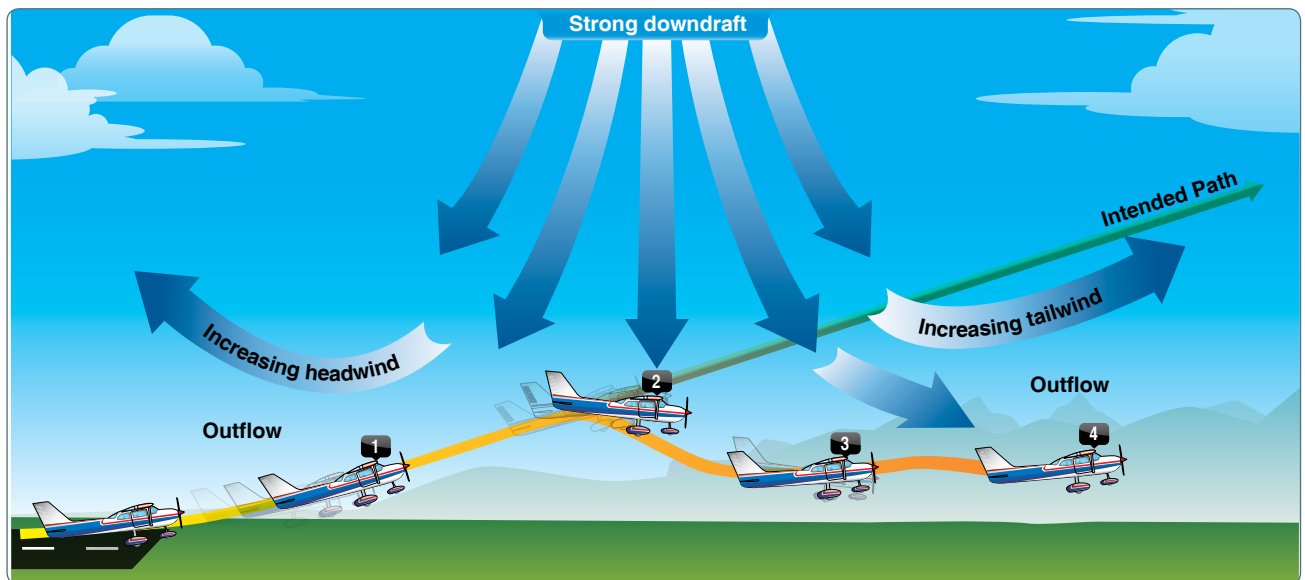 Strong downdraft
Intended Path
Increasing headwind
Increasing tailwind
Outflow
Outflow
1
2
3
4